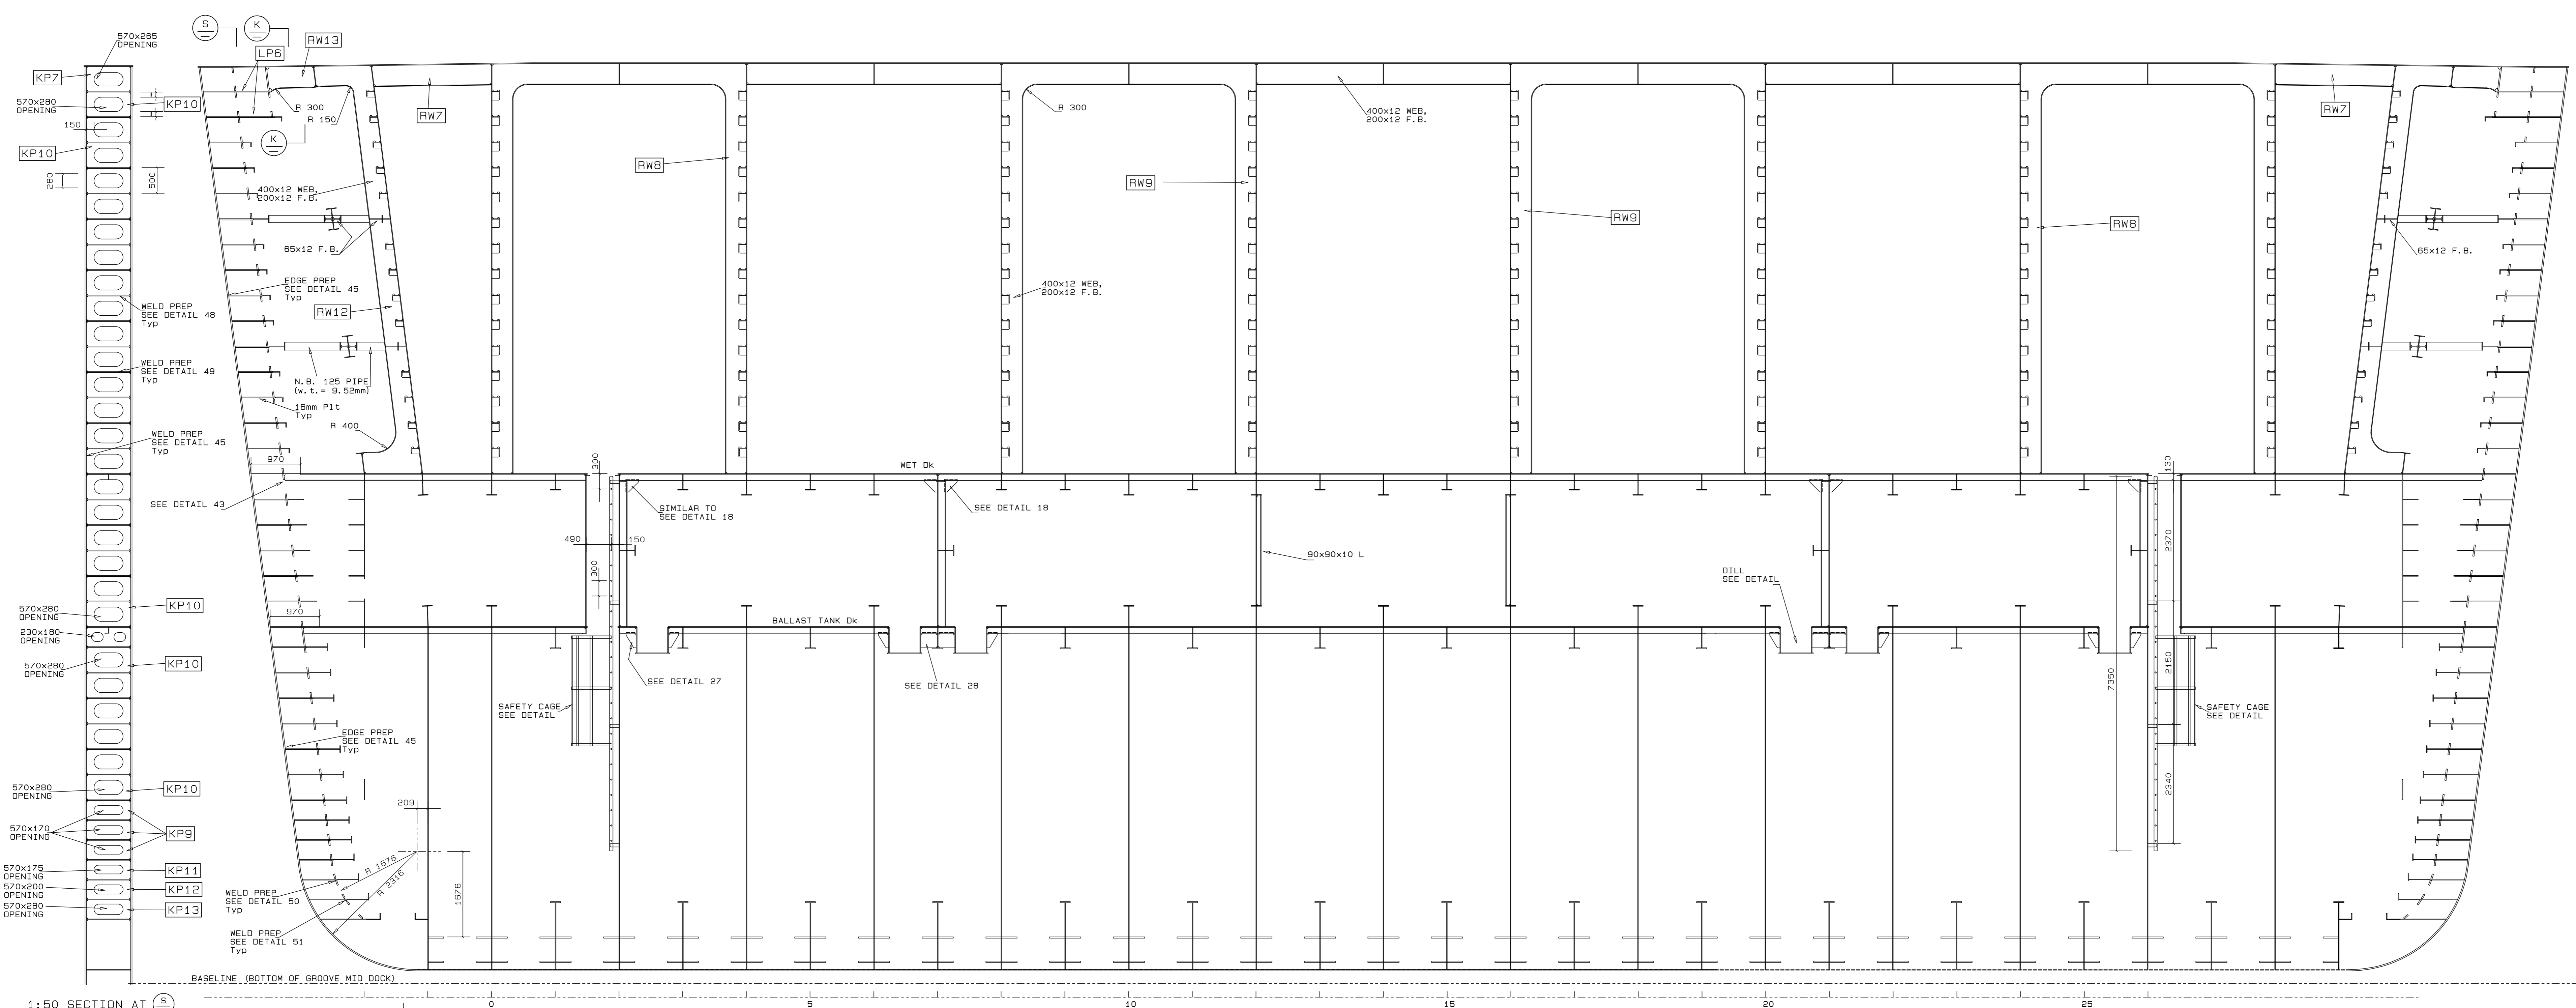 S
K
570x265
OPENING
RW13
LP6
KP7
570x280
OPENING
KP10
R 300
R 150
RW7
R 300
400x12 WEB,
200x12 F.B.
RW7
150
K
KP10
RW8
280
500
RW9
400x12 WEB,
200x12 F.B.
RW9
RW8
65x12 F.B.
65x12 F.B.
EDGE PREP
SEE DETAIL 45
Typ
400x12 WEB,
200x12 F.B.
WELD PREP
SEE DETAIL 48
Typ
RW12
WELD PREP
SEE DETAIL 49
Typ
N.B. 125 PIPE
(w.t.= 9.52mm)
16mm Plt
Typ
R 400
WELD PREP
SEE DETAIL 45
Typ
970
300
WET Dk
130
SEE DETAIL 43
SIMILAR TO
SEE DETAIL 18
SEE DETAIL 18
490
150
90x90x10 L
2370
300
DILL
SEE DETAIL
570x280
OPENING
KP10
970
BALLAST TANK Dk
230x180
OPENING
570x280
OPENING
KP10
2150
7350
SEE DETAIL 27
SEE DETAIL 28
SAFETY CAGE
SEE DETAIL
SAFETY CAGE
SEE DETAIL
EDGE PREP
SEE DETAIL 45
Typ
570x280
OPENING
KP10
209
2340
570x170
OPENING
KP9
R 1676
R 2316
1676
570x175
OPENING
KP11
570x200
OPENING
KP12
WELD PREP
SEE DETAIL 50
Typ
570x280
OPENING
KP13
WELD PREP
SEE DETAIL 51
Typ
BASELINE (BOTTOM OF GROOVE MID DOCK)
1:50 SECTION AT S
0 5 10 15 20 25